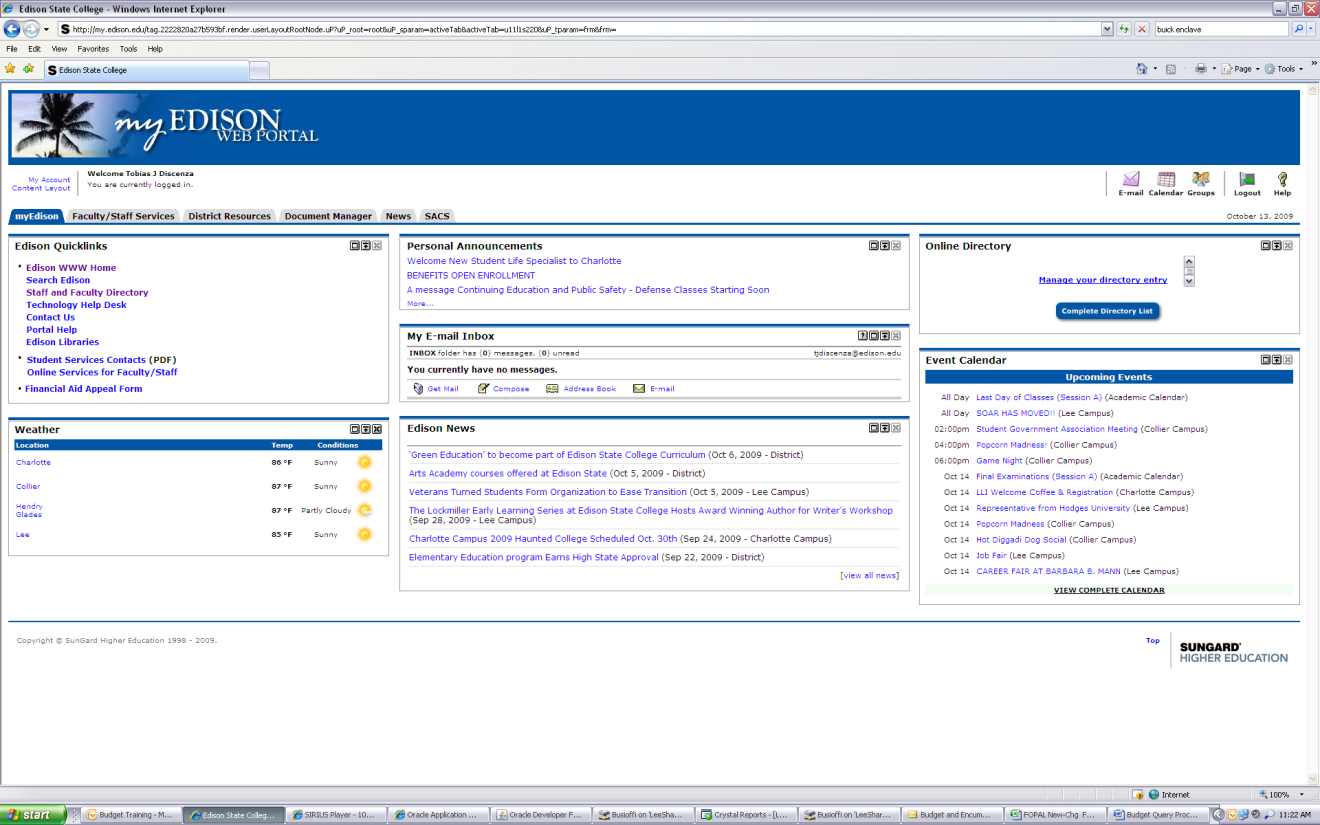 Edison State College - Windows Internet Explorer
http://my.edison.edu/tag.2222820a27b593bf.render.userLayoutRootNode.uP?uP_root=root&uP_sparam=activeTab&activeTab=u11l1s220&uP_tparam=frm&frm=
buick enclave
File Edit View Favorites Tools Help
Edison State College
Page Tools
my EDISON
WEB PORTAL
My Account
Content Layout
Welcome Tobias J Discenza
You are currently logged in.
E-mail Calendar Groups Logout Help
myEdison Faculty/Staff Services District Resources Document Manager News SACS
October 13, 2009
Edison Quicklinks
• Edison WWW Home
Search Edison
Staff and Faculty Directory
Technology Help Desk
Contact Us
Portal Help
Edison Libraries
• Student Services Contacts (PDF)
Online Services for Faculty/Staff
• Financial Aid Appeal Form
Weather
Location Temp Conditions
Charlotte 86 °F Sunny
Collier 87 °F Sunny
Hendry
Glades 87 °F Partly Cloudy
Lee 85 °F Sunny
Personal Announcements
Welcome New Student Life Specialist to Charlotte
BENEFITS OPEN ENROLLMENT
A message Continuing Education and Public Safety - Defense Classes Starting Soon
More...
My E-mail Inbox
INBOX folder has (0) messages. (0) unread tjdiscenza@edison.edu
You currently have no messages.
Get Mail Compose Address Book E-mail
Edison News
`Green Education´ to become part of Edison State College Curriculum (Oct 6, 2009 - District)
Arts Academy courses offered at Edison State (Oct 5, 2009 - District)
Veterans Turned Students Form Organization to Ease Transition (Oct 5, 2009 - Lee Campus)
The Lockmiller Early Learning Series at Edison State College Hosts Award Winning Author for Writer´s Workshop
(Sep 28, 2009 - Lee Campus)
Charlotte Campus 2009 Haunted College Scheduled Oct. 30th (Sep 24, 2009 - Charlotte Campus)
Elementary Education program Earns High State Approval (Sep 22, 2009 - District)
[view all news]
Online Directory
Manage your directory entry
Complete Directory List
Event Calendar
Upcoming Events
All Day Last Day of Classes (Session A) (Academic Calendar)
All Day SOAR HAS MOVED!! (Lee Campus)
02:00pm Student Government Association Meeting (Collier Campus)
04:00pm Popcorn Madness! (Collier Campus)
06:00pm Game Night (Collier Campus)
Oct 14 Final Examinations (Session A) (Academic Calendar)
Oct 14 LLI Welcome Coffee & Registration (Charlotte Campus)
Oct 14 Representative from Hodges University (Lee Campus)
Oct 14 Popcorn Madness (Collier Campus)
Oct 14 Hot Diggadi Dog Social (Collier Campus)
Oct 14 Job Fair (Lee Campus)
Oct 14 CAREER FAIR AT BARBARA B. MANN (Lee Campus)
VIEW COMPLETE CALENDAR
Copyright © SunGard Higher Education 1998 - 2009.
Top
SUNGARD®
HIGHER EDUCATION
Internet 100%
start Budget Training - M... Edison State Colleg... SIRIUS Player - 10... Oracle Application ... Oracle Developer F... Busioffi on 'LeeSha... Crystal Reports - [L... Busioffi on 'LeeShar... Budget and Encum... FOPAL New-Chg F... Budget Query Proc... 11:22 AM